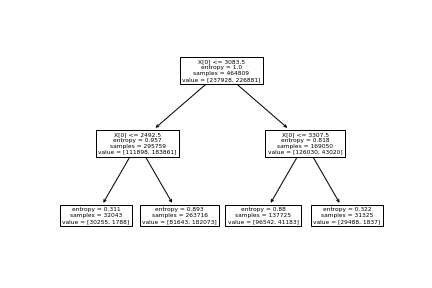 X[0] <= 3083.5
entropy = 1.0
samples = 464809
value = [237928, 226881]
X[0] <= 2492.5
entropy = 0.957
samples = 295759
value = [111898, 183861]
X[0] <= 3307.5
entropy = 0.818
samples = 169050
value = [126030, 43020]
entropy = 0.311
samples = 32043
value = [30255, 1788]
entropy = 0.893
samples = 263716
value = [81643, 182073]
entropy = 0.88
samples = 137725
value = [96542, 41183]
entropy = 0.322
samples = 31325
value = [29488, 1837]